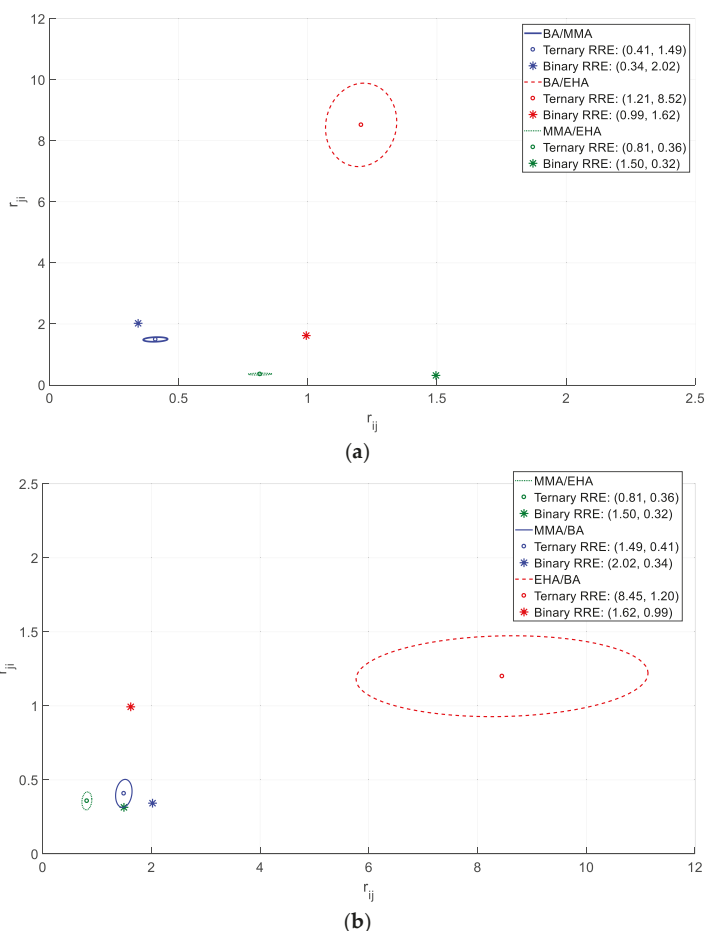 12
10
8
6
4
2
0
r_ji
BA/MMA
Ternary RRE: (0.41, 1.49)
Binary RRE: (0.34, 2.02)
BA/EHA
Ternary RRE: (1.21, 8.52)
Binary RRE: (0.99, 1.62)
MMA/EHA
Ternary RRE: (0.81, 0.36)
Binary RRE: (1.50, 0.32)
0 0.5 1 1.5 2 2.5
r_ij
(a)
2.5
2
1.5
1
0.5
0
r_ji
MMA/EHA
Ternary RRE: (0.81, 0.36)
Binary RRE: (1.50, 0.32)
MMA/BA
Ternary RRE: (1.49, 0.41)
Binary RRE: (2.02, 0.34)
EHA/BA
Ternary RRE: (8.45, 1.20)
Binary RRE: (1.62, 0.99)
0 2 4 6 8 10 12
r_ij
(b)